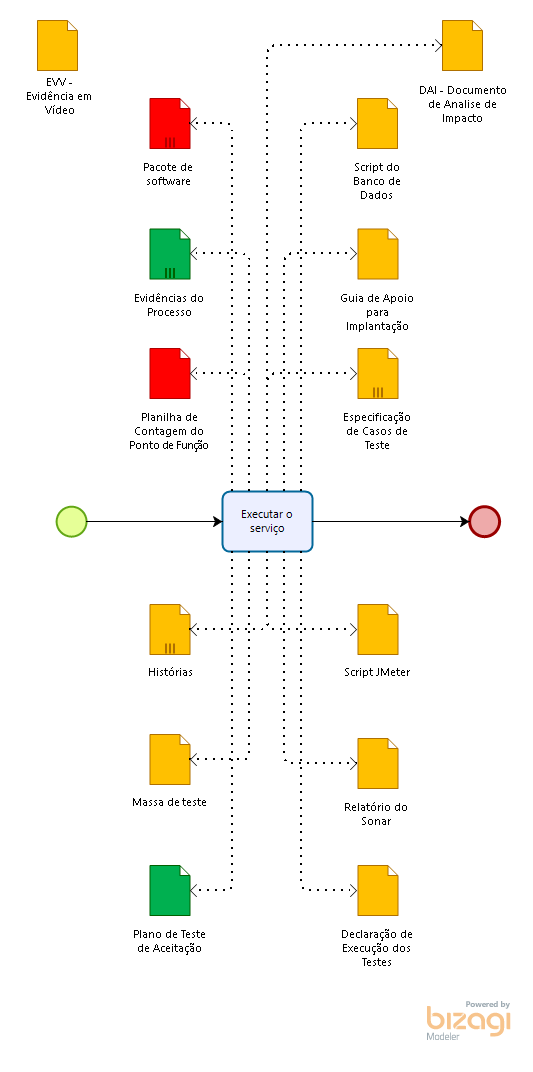 EVV -
Evidência em
Vídeo
DAI - Documento
de Analise de
Impacto
Pacote de
software
Script do
Banco de
Dados
Evidências do
Processo
Guia de Apoio
para
Implantação
Planilha de
Contagem do
Ponto de Função
Especificação
de Casos de
Teste
Executar o
serviço
Histórias
Script JMeter
Massa de teste
Relatório do
Sonar
Plano de Teste
de Aceitação
Declaração de
Execução dos
Testes
Powered by
bizagi
Modeler